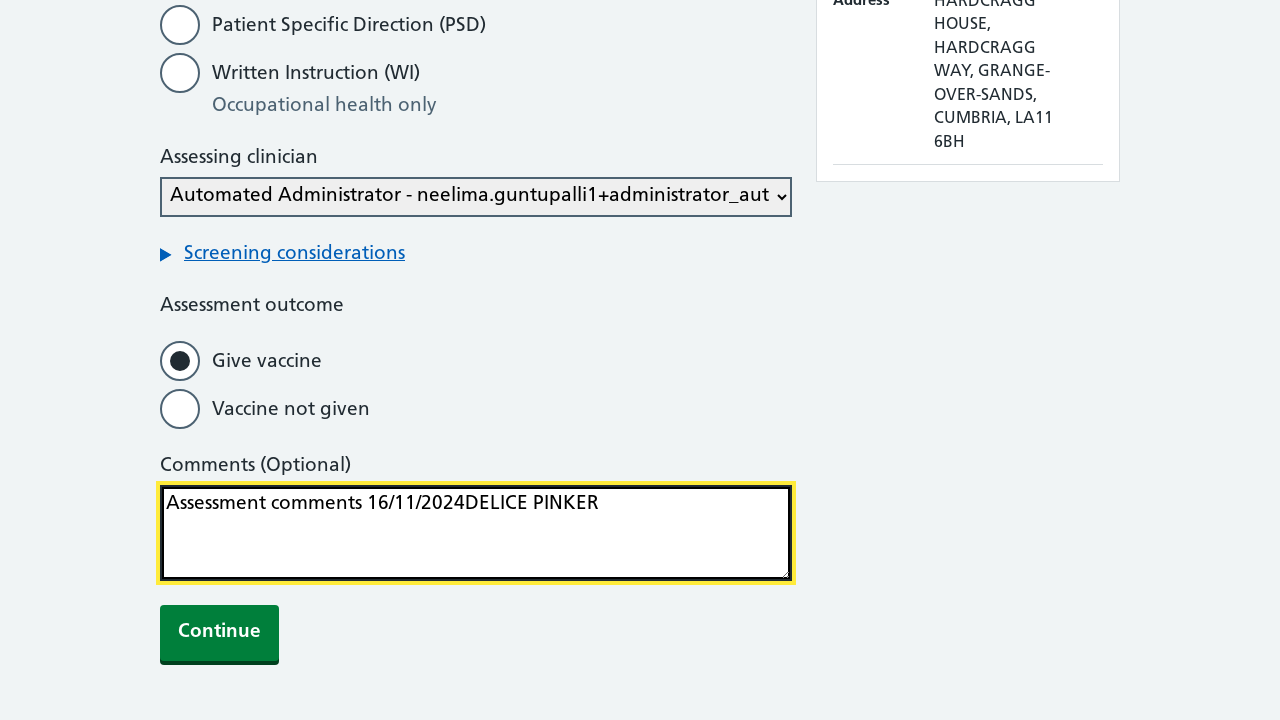 Patient Specific Direction (PSD)
Written Instruction (WI)
Occupational health only
Assessing clinician
Automated Administrator - neelima.guntupalli1+administrator_aut
Screening considerations
Assessment outcome
Give vaccine
Vaccine not given
Comments (Optional)
Assessment comments 16/11/2024DELICE PINKER
Continue
Address
HARDCRAGG
HOUSE,
HARDCRAGG
WAY, GRANGE-
OVER-SANDS,
CUMBRIA, LA11
6BH